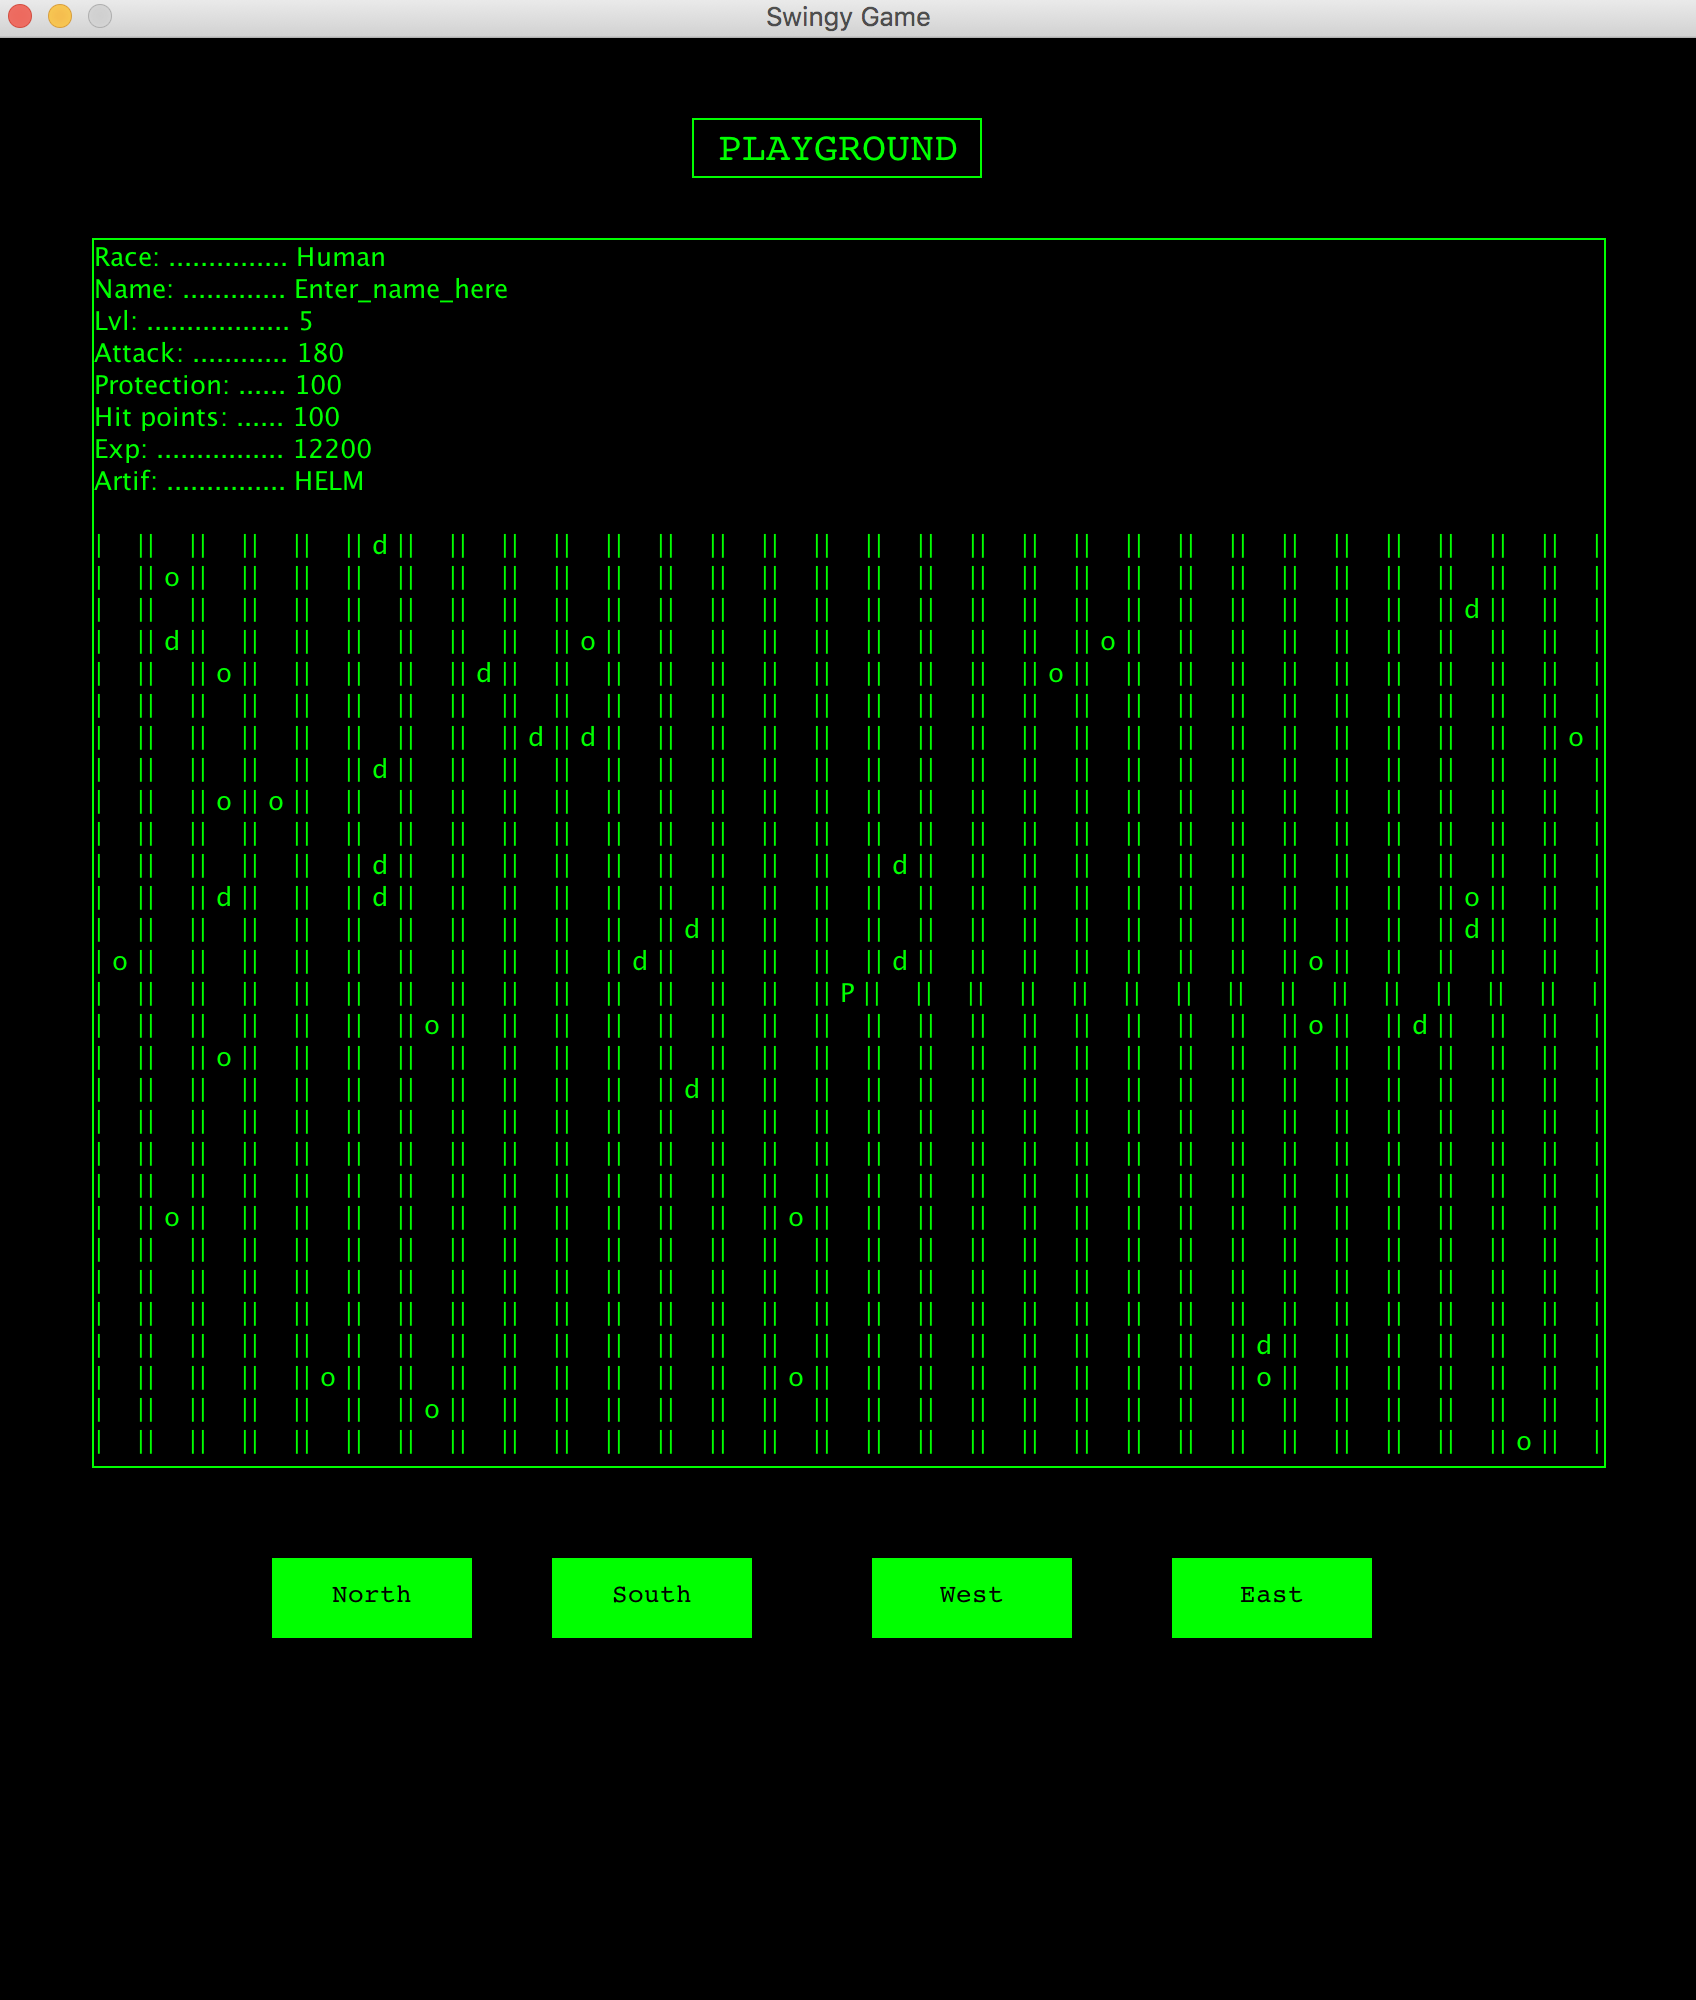 Swingy Game
PLAYGROUND
Race: ............... Human
Name: ............. Enter_name_here
Lvl: .................. 5
Attack: ............ 180
Protection: ...... 100
Hit points: ...... 100
Exp: ................ 12200
Artif: ............... HELM
|   ||   ||   ||   ||   || d ||   ||   ||   ||   ||   ||   ||   ||   ||   ||   ||   ||   ||   ||   ||   ||   ||   ||   ||   ||   ||   ||   ||   |
|   || o ||   ||   ||   ||   ||   ||   ||   ||   ||   ||   ||   ||   ||   ||   ||   ||   ||   ||   ||   ||   ||   ||   ||   ||   ||   ||   ||   |
|   ||   ||   ||   ||   ||   ||   ||   ||   ||   ||   ||   ||   ||   ||   ||   ||   ||   ||   ||   ||   ||   ||   ||   ||   ||   || d ||   ||   |
|   || d ||   ||   ||   ||   ||   ||   ||   || o ||   ||   ||   ||   ||   ||   ||   ||   ||   || o ||   ||   ||   ||   ||   ||   ||   ||   ||   |
|   ||   || o ||   ||   ||   ||   || d ||   ||   ||   ||   ||   ||   ||   ||   ||   ||   || o ||   ||   ||   ||   ||   ||   ||   ||   ||   ||   |
|   ||   ||   ||   ||   ||   ||   ||   ||   ||   ||   ||   ||   ||   ||   ||   ||   ||   ||   ||   ||   ||   ||   ||   ||   ||   ||   ||   ||   |
|   ||   ||   ||   ||   ||   ||   ||   || d || d ||   ||   ||   ||   ||   ||   ||   ||   ||   ||   ||   ||   ||   ||   ||   ||   ||   ||   || o |
|   ||   ||   ||   ||   || d ||   ||   ||   ||   ||   ||   ||   ||   ||   ||   ||   ||   ||   ||   ||   ||   ||   ||   ||   ||   ||   ||   ||   |
|   ||   || o || o ||   ||   ||   ||   ||   ||   ||   ||   ||   ||   ||   ||   ||   ||   ||   ||   ||   ||   ||   ||   ||   ||   ||   ||   ||   |
|   ||   ||   ||   ||   ||   ||   ||   ||   ||   ||   ||   ||   ||   ||   ||   ||   ||   ||   ||   ||   ||   ||   ||   ||   ||   ||   ||   ||   |
|   ||   ||   ||   ||   || d ||   ||   ||   ||   ||   ||   ||   ||   ||   || d ||   ||   ||   ||   ||   ||   ||   ||   ||   ||   ||   ||   ||   |
|   ||   || d ||   ||   || d ||   ||   ||   ||   ||   ||   ||   ||   ||   ||   ||   ||   ||   ||   ||   ||   ||   ||   ||   ||   || o ||   ||   |
|   ||   ||   ||   ||   ||   ||   ||   ||   ||   ||   || d ||   ||   ||   ||   ||   ||   ||   ||   ||   ||   ||   ||   ||   ||   || d ||   ||   |
| o ||   ||   ||   ||   ||   ||   ||   ||   ||   || d ||   ||   ||   ||   || d ||   ||   ||   ||   ||   ||   ||   || o ||   ||   ||   ||   ||   |
|   ||   ||   ||   ||   ||   ||   ||   ||   ||   ||   ||   ||   ||   || P ||   ||   ||   ||   ||   ||   ||   ||   ||   ||   ||   ||   ||   ||   |
|   ||   ||   ||   ||   ||   || o ||   ||   ||   ||   ||   ||   ||   ||   ||   ||   ||   ||   ||   ||   ||   ||   || o ||   || d ||   ||   ||   |
|   ||   || o ||   ||   ||   ||   ||   ||   ||   ||   ||   ||   ||   ||   ||   ||   ||   ||   ||   ||   ||   ||   ||   ||   ||   ||   ||   ||   |
|   ||   ||   ||   ||   ||   ||   ||   ||   ||   ||   || d ||   ||   ||   ||   ||   ||   ||   ||   ||   ||   ||   ||   ||   ||   ||   ||   ||   |
|   ||   ||   ||   ||   ||   ||   ||   ||   ||   ||   ||   ||   ||   ||   ||   ||   ||   ||   ||   ||   ||   ||   ||   ||   ||   ||   ||   ||   |
|   ||   ||   ||   ||   ||   ||   ||   ||   ||   ||   ||   ||   ||   ||   ||   ||   ||   ||   ||   ||   ||   ||   ||   ||   ||   ||   ||   ||   |
|   ||   ||   ||   ||   ||   ||   ||   ||   ||   ||   ||   ||   ||   ||   ||   ||   ||   ||   ||   ||   ||   ||   ||   ||   ||   ||   ||   ||   |
|   || o ||   ||   ||   ||   ||   ||   ||   ||   ||   ||   ||   || o ||   ||   ||   ||   ||   ||   ||   ||   ||   ||   ||   ||   ||   ||   ||   |
|   ||   ||   ||   ||   ||   ||   ||   ||   ||   ||   ||   ||   ||   ||   ||   ||   ||   ||   ||   ||   ||   ||   ||   ||   ||   ||   ||   ||   |
|   ||   ||   ||   ||   ||   ||   ||   ||   ||   ||   ||   ||   ||   ||   ||   ||   ||   ||   ||   ||   ||   ||   ||   ||   ||   ||   ||   ||   |
|   ||   ||   ||   ||   ||   ||   ||   ||   ||   ||   ||   ||   ||   ||   ||   ||   ||   ||   ||   ||   ||   ||   ||   ||   ||   ||   ||   ||   |
|   ||   ||   ||   ||   ||   ||   ||   ||   ||   ||   ||   ||   ||   ||   ||   ||   ||   ||   ||   ||   ||   || d ||   ||   ||   ||   ||   ||   |
|   ||   ||   ||   || o ||   ||   ||   ||   ||   ||   ||   ||   || o ||   ||   ||   ||   ||   ||   ||   ||   || o ||   ||   ||   ||   ||   ||   |
|   ||   ||   ||   ||   ||   || o ||   ||   ||   ||   ||   ||   ||   ||   ||   ||   ||   ||   ||   ||   ||   ||   ||   ||   ||   ||   ||   ||   |
|   ||   ||   ||   ||   ||   ||   ||   ||   ||   ||   ||   ||   ||   ||   ||   ||   ||   ||   ||   ||   ||   ||   ||   ||   ||   ||   || o ||   |
North South West East